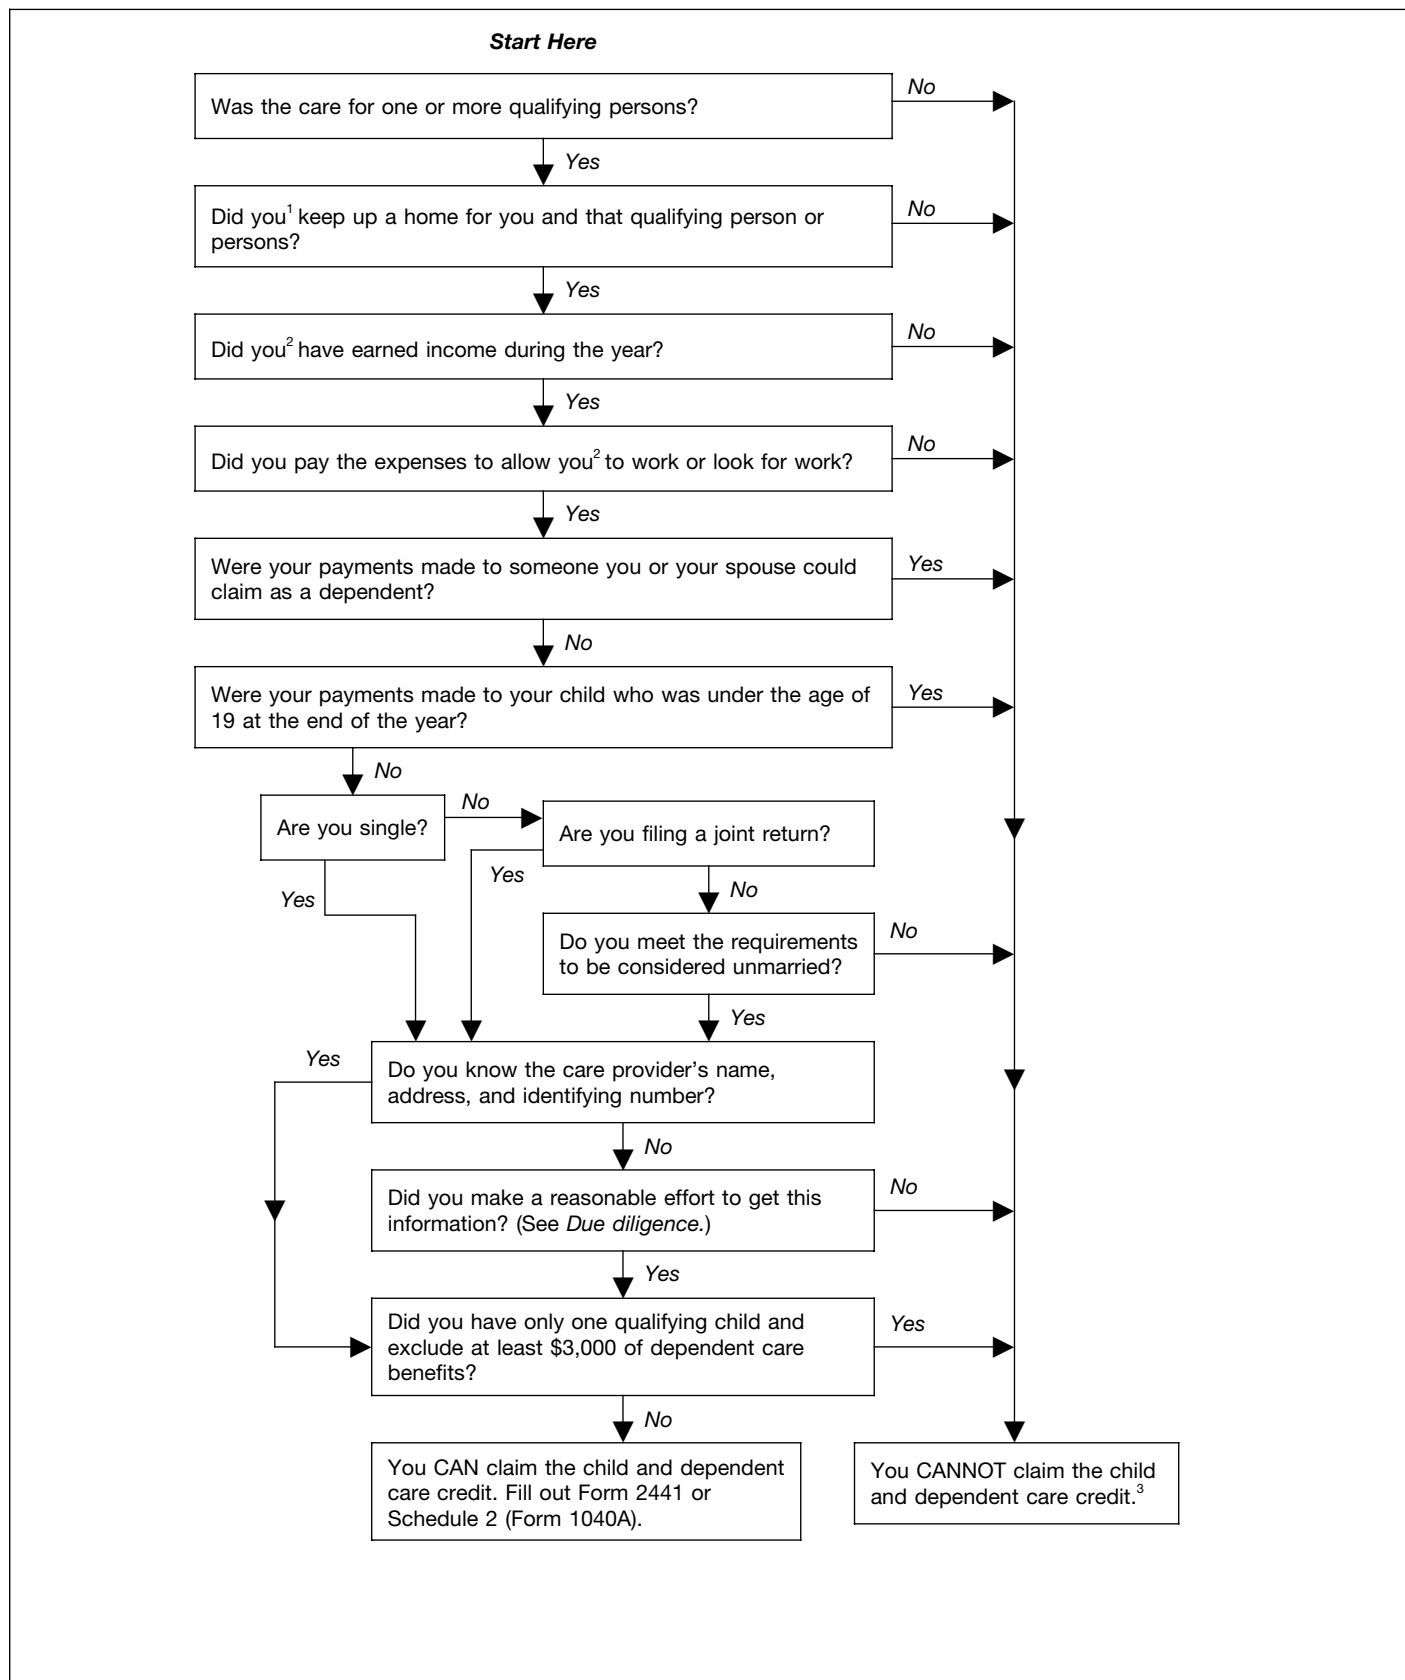 Start Here
Was the care for one or more qualifying persons?
No
Yes
Did you1 keep up a home for you and that qualifying person or
persons?
No
Yes
Did you2 have earned income during the year?
No
Yes
Did you pay the expenses to allow you2 to work or look for work?
No
Yes
Were your payments made to someone you or your spouse could
claim as a dependent?
Yes
No
Were your payments made to your child who was under the age of
19 at the end of the year?
Yes
No
Are you single?
No
Are you filing a joint return?
Yes
Yes
No
Do you meet the requirements
to be considered unmarried?
No
Yes
Yes
Do you know the care provider’s name,
address, and identifying number?
No
Did you make a reasonable effort to get this
information? (See Due diligence.)
No
Yes
Did you have only one qualifying child and
exclude at least $3,000 of dependent care
benefits?
Yes
No
You CAN claim the child and dependent
care credit. Fill out Form 2441 or
Schedule 2 (Form 1040A).
You CANNOT claim the child
and dependent care credit.3